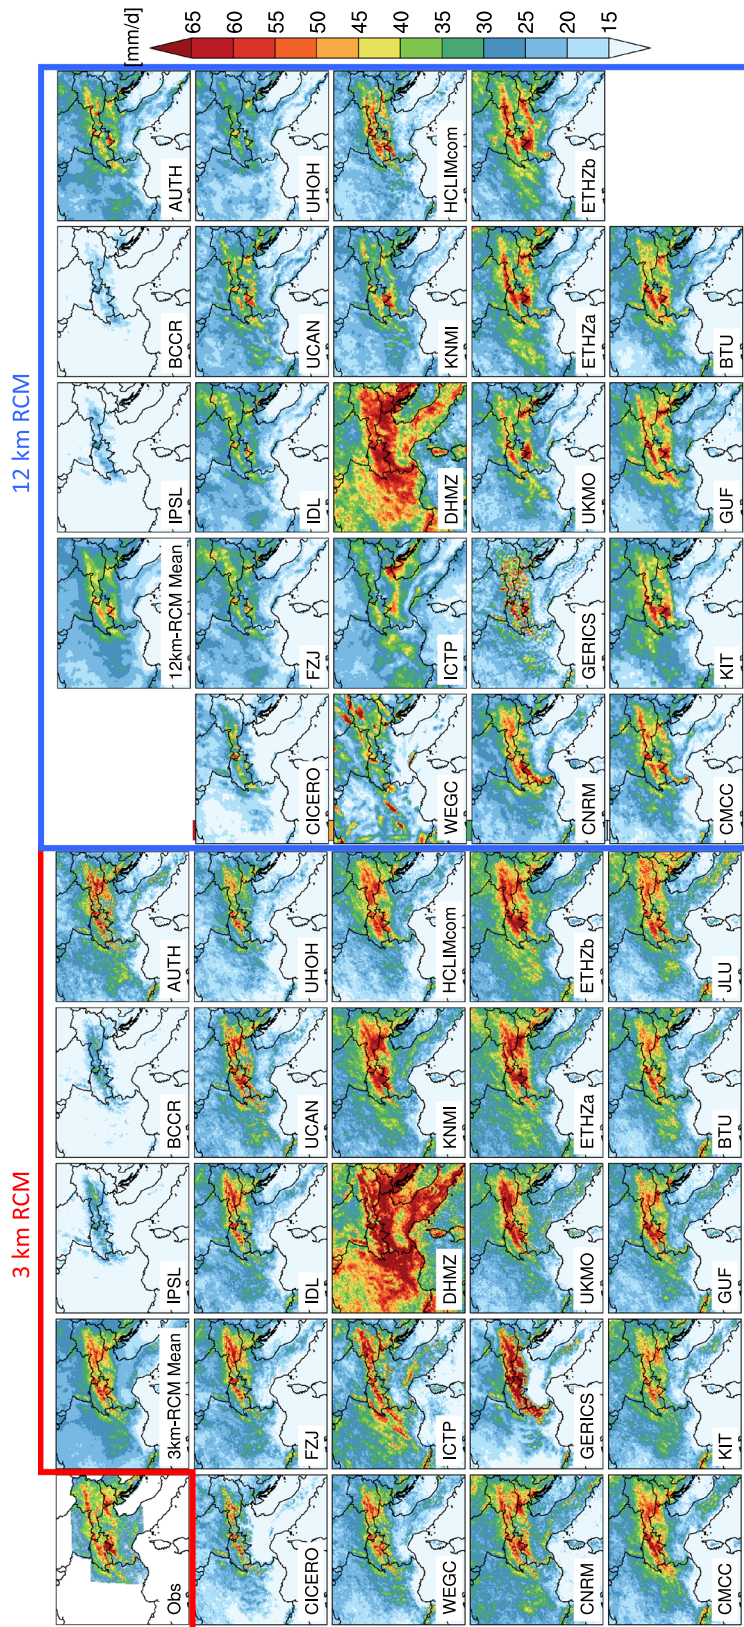 3 km RCM
12 km RCM
[mm/d]
Obs
3km-RCM Mean
IPSL
BCCR
AUTH
12km-RCM Mean
IPSL
BCCR
AUTH
CICERO
FZJ
IDL
UCAN
UHOH
CICERO
FZJ
IDL
UCAN
UHOH
WEGC
ICTP
DHMZ
KNMI
HCLIMcom
WEGC
ICTP
DHMZ
KNMI
HCLIMcom
CNRM
GERICS
UKMO
ETHZa
ETHZb
CNRM
GERICS
UKMO
ETHZa
ETHZb
CMCC
KIT
GUF
BTU
JLU
CMCC
KIT
GUF
BTU
65
60
55
50
45
40
35
30
25
20
15